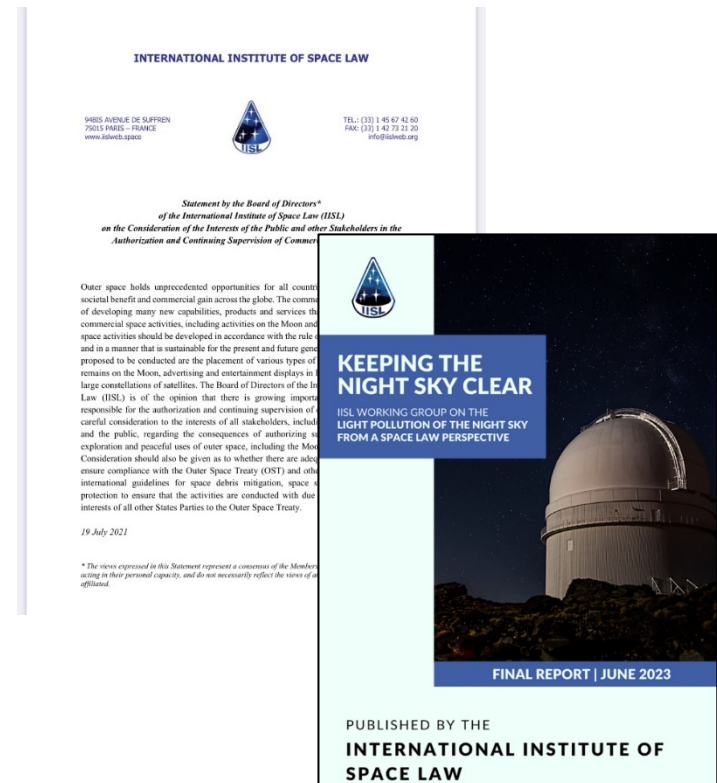 INTERNATIONAL INSTITUTE OF SPACE LAW
94BIS AVENUE DE SUFFREN
75015 PARIS – FRANCE
www.iislweb.space
IISL
TEL.: (33) 1 45 67 42 60
FAX: (33) 1 42 73 21 20
info@iislweb.org
Statement by the Board of Directors*
of the International Institute of Space Law (IISL)
on the Consideration of the Interests of the Public and other Stakeholders in the
Authorization and Continuing Supervision of Commer
Outer space holds unprecedented opportunities for all countri
societal benefit and commercial gain across the globe. The comme
of developing many new capabilities, products and services th
commercial space activities, including activities on the Moon and
space activities should be developed in accordance with the rule
and in a manner that is sustainable for the present and future gene
proposed to be conducted are the placement of various types of
remains on the Moon, advertising and entertainment displays in
large constellations of satellites. The Board of Directors of the In
Law (IISL) is of the opinion that there is growing importa
responsible for the authorization and continuing supervision of
careful consideration to the interests of all stakeholders, includi
and the public, regarding the consequences of authorizing su
exploration and peaceful uses of outer space, including the Moo
Consideration should also be given as to whether there are adeq
ensure compliance with the Outer Space Treaty (OST) and othe
international guidelines for space debris mitigation, space s
protection to ensure that the activities are conducted with due
interests of all other States Parties to the Outer Space Treaty.
19 July 2021
* The views expressed in this Statement represent a consensus of the Members
acting in their personal capacity, and do not necessarily reflect the views of a
affiliated.
IISL
KEEPING THE
NIGHT SKY CLEAR
IISL WORKING GROUP ON THE
LIGHT POLLUTION OF THE NIGHT SKY
FROM A SPACE LAW PERSPECTIVE
FINAL REPORT | JUNE 2023
PUBLISHED BY THE
INTERNATIONAL INSTITUTE OF
SPACE LAW